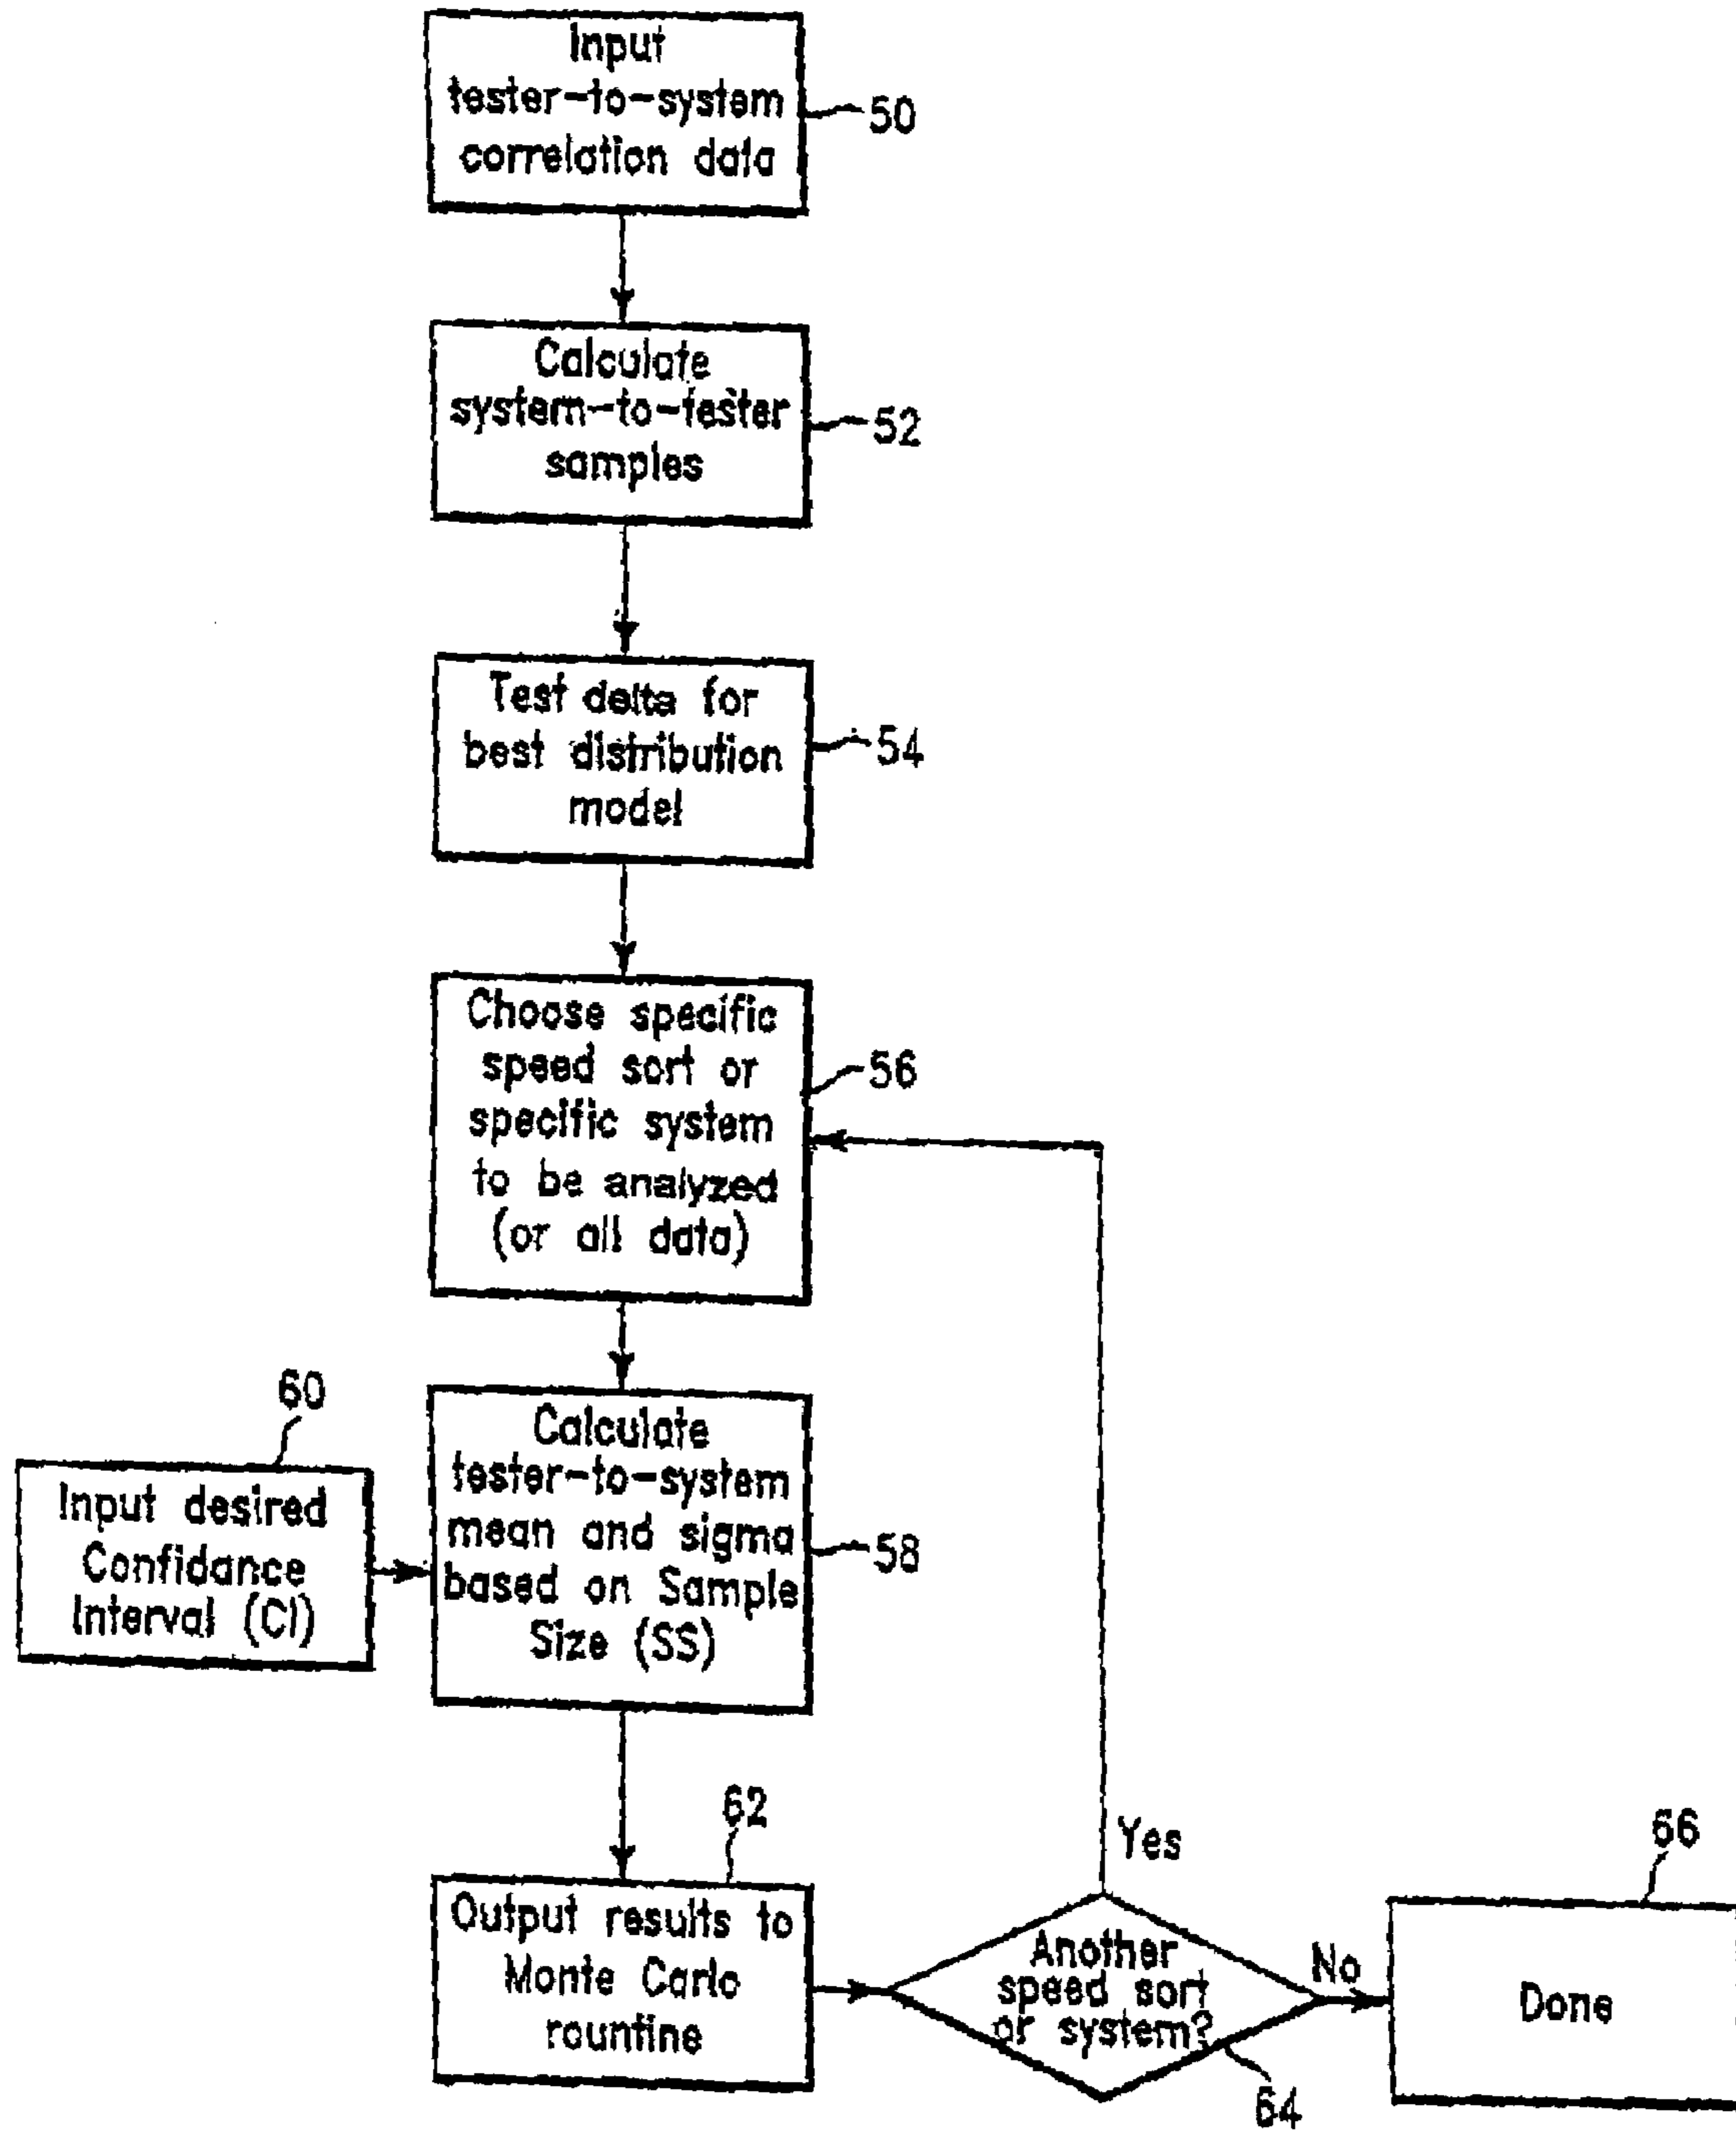 Input
tester-to-system
correlation data
50
Calculate
system-to-tester
samples
52
Test delta for
best distribution
model
54
Choose specific
speed sort or
specific system
to be analyzed
(or all data)
56
60
Input desired
Confidance
Interval (CI)
Calculate
tester-to-system
mean and sigma
based on Sample
Size (SS)
58
62
Output results to
Monte Carlo
rountine
Yes
Another
speed sort
or system?
64
No
66
Done